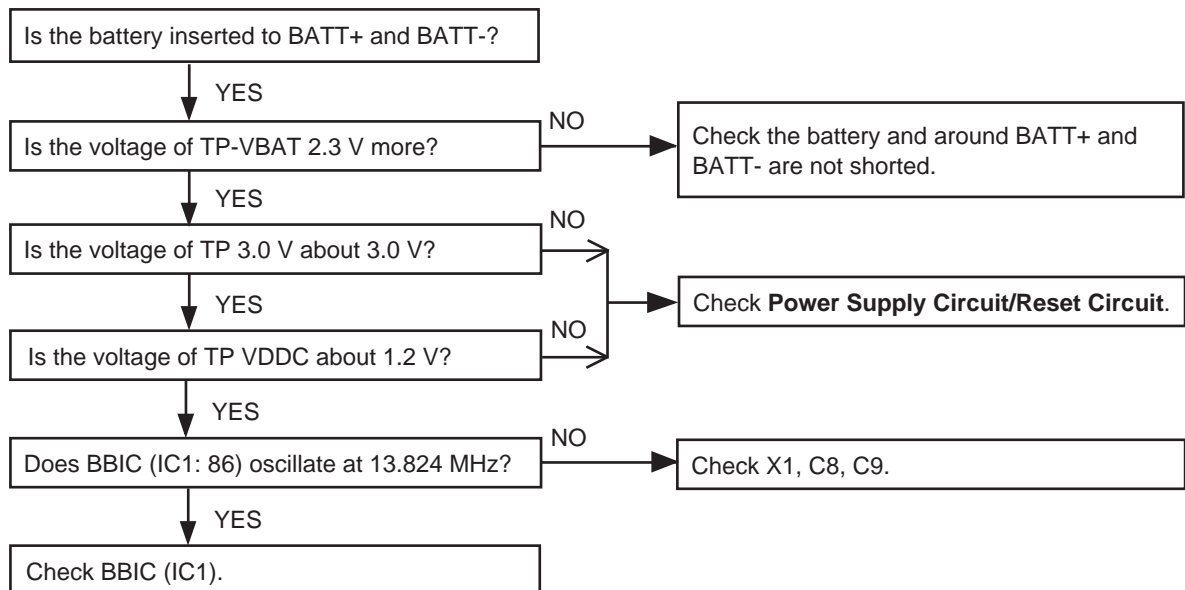 Is the battery inserted to BATT+ and BATT-?
YES
Is the voltage of TP-VBAT 2.3 V more?
NO
Check the battery and around BATT+ and
BATT- are not shorted.
YES
Is the voltage of TP 3.0 V about 3.0 V?
NO
YES
Check Power Supply Circuit/Reset Circuit.
NO
Is the voltage of TP VDDC about 1.2 V?
YES
Does BBIC (IC1: 86) oscillate at 13.824 MHz?
NO
Check X1, C8, C9.
YES
Check BBIC (IC1).